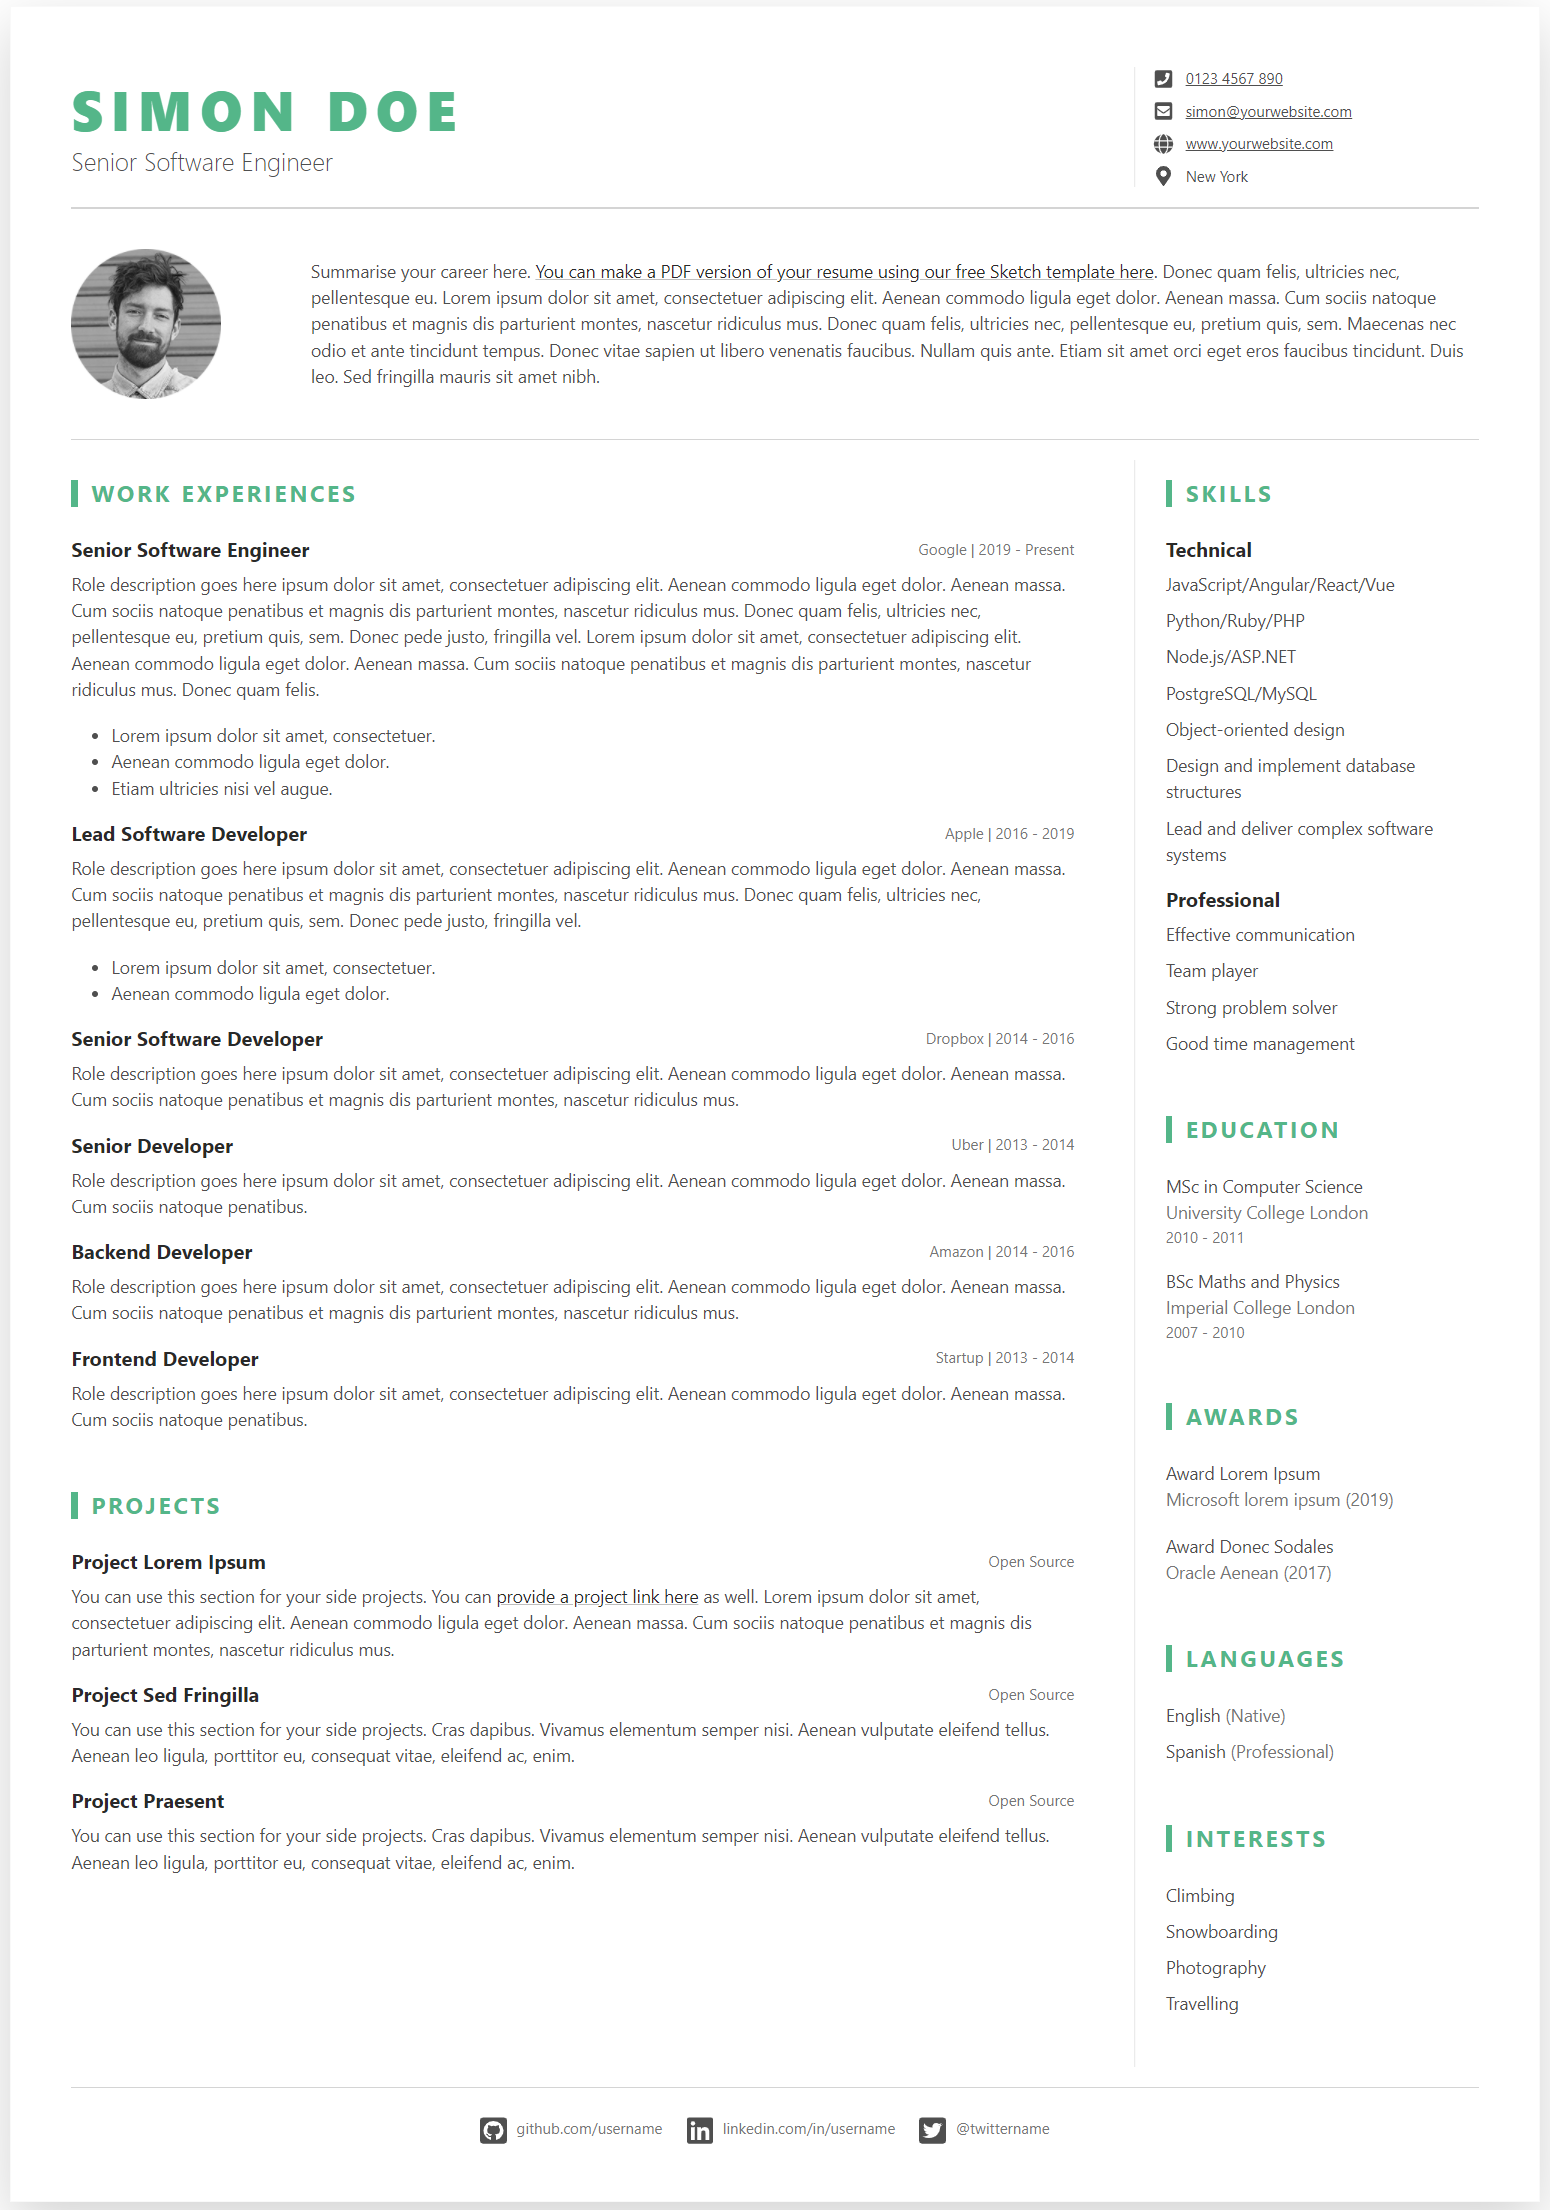 SIMON DOE
Senior Software Engineer
0123 4567 890
simon@yourwebsite.com
www.yourwebsite.com
New York
Summarise your career here. You can make a PDF version of your resume using our free Sketch template here. Donec quam felis, ultricies nec,
pellentesque eu. Lorem ipsum dolor sit amet, consectetuer adipiscing elit. Aenean commodo ligula eget dolor. Aenean massa. Cum sociis natoque
penatibus et magnis dis parturient montes, nascetur ridiculus mus. Donec quam felis, ultricies nec, pellentesque eu, pretium quis, sem. Maecenas nec
odio et ante tincidunt tempus. Donec vitae sapien ut libero venenatis faucibus. Nullam quis ante. Etiam sit amet orci eget eros faucibus tincidunt. Duis
leo. Sed fringilla mauris sit amet nibh.
WORK EXPERIENCES
Senior Software Engineer
Google | 2019 - Present
Role description goes here ipsum dolor sit amet, consectetuer adipiscing elit. Aenean commodo ligula eget dolor. Aenean massa.
Cum sociis natoque penatibus et magnis dis parturient montes, nascetur ridiculus mus. Donec quam felis, ultricies nec,
pellentesque eu, pretium quis, sem. Donec pede justo, fringilla vel. Lorem ipsum dolor sit amet, consectetuer adipiscing elit.
Aenean commodo ligula eget dolor. Aenean massa. Cum sociis natoque penatibus et magnis dis parturient montes, nascetur
ridiculus mus. Donec quam felis.
• Lorem ipsum dolor sit amet, consectetuer.
• Aenean commodo ligula eget dolor.
• Etiam ultricies nisi vel augue.
Lead Software Developer
Apple | 2016 - 2019
Role description goes here ipsum dolor sit amet, consectetuer adipiscing elit. Aenean commodo ligula eget dolor. Aenean massa.
Cum sociis natoque penatibus et magnis dis parturient montes, nascetur ridiculus mus. Donec quam felis, ultricies nec,
pellentesque eu, pretium quis, sem. Donec pede justo, fringilla vel.
• Lorem ipsum dolor sit amet, consectetuer.
• Aenean commodo ligula eget dolor.
Senior Software Developer
Dropbox | 2014 - 2016
Role description goes here ipsum dolor sit amet, consectetuer adipiscing elit. Aenean commodo ligula eget dolor. Aenean massa.
Cum sociis natoque penatibus et magnis dis parturient montes, nascetur ridiculus mus.
Senior Developer
Uber | 2013 - 2014
Role description goes here ipsum dolor sit amet, consectetuer adipiscing elit. Aenean commodo ligula eget dolor. Aenean massa.
Cum sociis natoque penatibus.
Backend Developer
Amazon | 2014 - 2016
Role description goes here ipsum dolor sit amet, consectetuer adipiscing elit. Aenean commodo ligula eget dolor. Aenean massa.
Cum sociis natoque penatibus et magnis dis parturient montes, nascetur ridiculus mus.
Frontend Developer
Startup | 2013 - 2014
Role description goes here ipsum dolor sit amet, consectetuer adipiscing elit. Aenean commodo ligula eget dolor. Aenean massa.
Cum sociis natoque penatibus.
PROJECTS
Project Lorem Ipsum
Open Source
You can use this section for your side projects. You can provide a project link here as well. Lorem ipsum dolor sit amet,
consectetuer adipiscing elit. Aenean commodo ligula eget dolor. Aenean massa. Cum sociis natoque penatibus et magnis dis
parturient montes, nascetur ridiculus mus.
Project Sed Fringilla
Open Source
You can use this section for your side projects. Cras dapibus. Vivamus elementum semper nisi. Aenean vulputate eleifend tellus.
Aenean leo ligula, porttitor eu, consequat vitae, eleifend ac, enim.
Project Praesent
Open Source
You can use this section for your side projects. Cras dapibus. Vivamus elementum semper nisi. Aenean vulputate eleifend tellus.
Aenean leo ligula, porttitor eu, consequat vitae, eleifend ac, enim.
SKILLS
Technical
JavaScript/Angular/React/Vue
Python/Ruby/PHP
Node.js/ASP.NET
PostgreSQL/MySQL
Object-oriented design
Design and implement database
structures
Lead and deliver complex software
systems
Professional
Effective communication
Team player
Strong problem solver
Good time management
EDUCATION
MSc in Computer Science
University College London
2010 - 2011
BSc Maths and Physics
Imperial College London
2007 - 2010
AWARDS
Award Lorem Ipsum
Microsoft lorem ipsum (2019)
Award Donec Sodales
Oracle Aenean (2017)
LANGUAGES
English (Native)
Spanish (Professional)
INTERESTS
Climbing
Snowboarding
Photography
Travelling
github.com/username
linkedin.com/in/username
@twittername